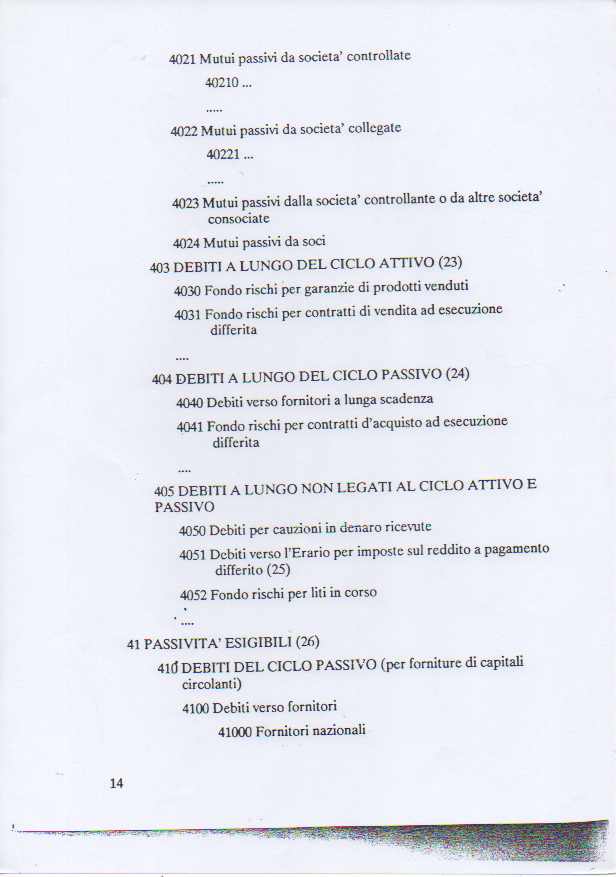 4021 Mutui passivi da societa' controllate
40210 ...
.....
4022 Mutui passivi da societa' collegate
40221 ...
.....
4023 Mutui passivi dalla societa' controllante o da altre societa'
consociate
4024 Mutui passivi da soci
403 DEBITI A LUNGO DEL CICLO ATTIVO (23)
4030 Fondo rischi per garanzie di prodotti venduti
4031 Fondo rischi per contratti di vendita ad esecuzione
differita
....
404 DEBITI A LUNGO DEL CICLO PASSIVO (24)
4040 Debiti verso fornitori a lunga scadenza
4041 Fondo rischi per contratti d'acquisto ad esecuzione
differita
....
405 DEBITI A LUNGO NON LEGATI AL CICLO ATTIVO E
PASSIVO
4050 Debiti per cauzioni in denaro ricevute
4051 Debiti verso l'Erario per imposte sul reddito a pagamento
differito (25)
4052 Fondo rischi per liti in corso
....
41 PASSIVITA' ESIGIBILI (26)
410 DEBITI DEL CICLO PASSIVO (per forniture di capitali
circolanti)
4100 Debiti verso fornitori
41000 Fornitori nazionali
14